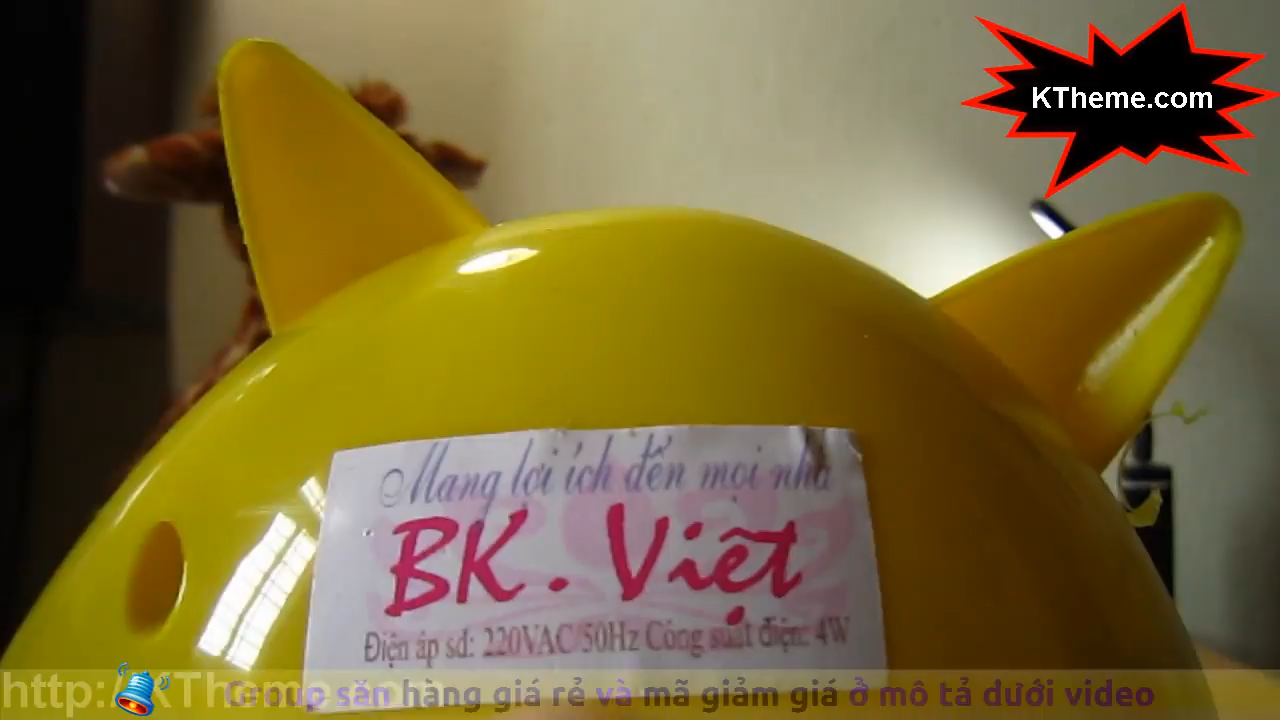 KTheme.com
Mang lợi ích đến mọi nhà
BK. Việt
Điện áp sd: 220VAC/50Hz Công suất điện: 4W
http://KTheme.com
Group săn hàng giá rẻ và mã giảm giá ở mô tả dưới video